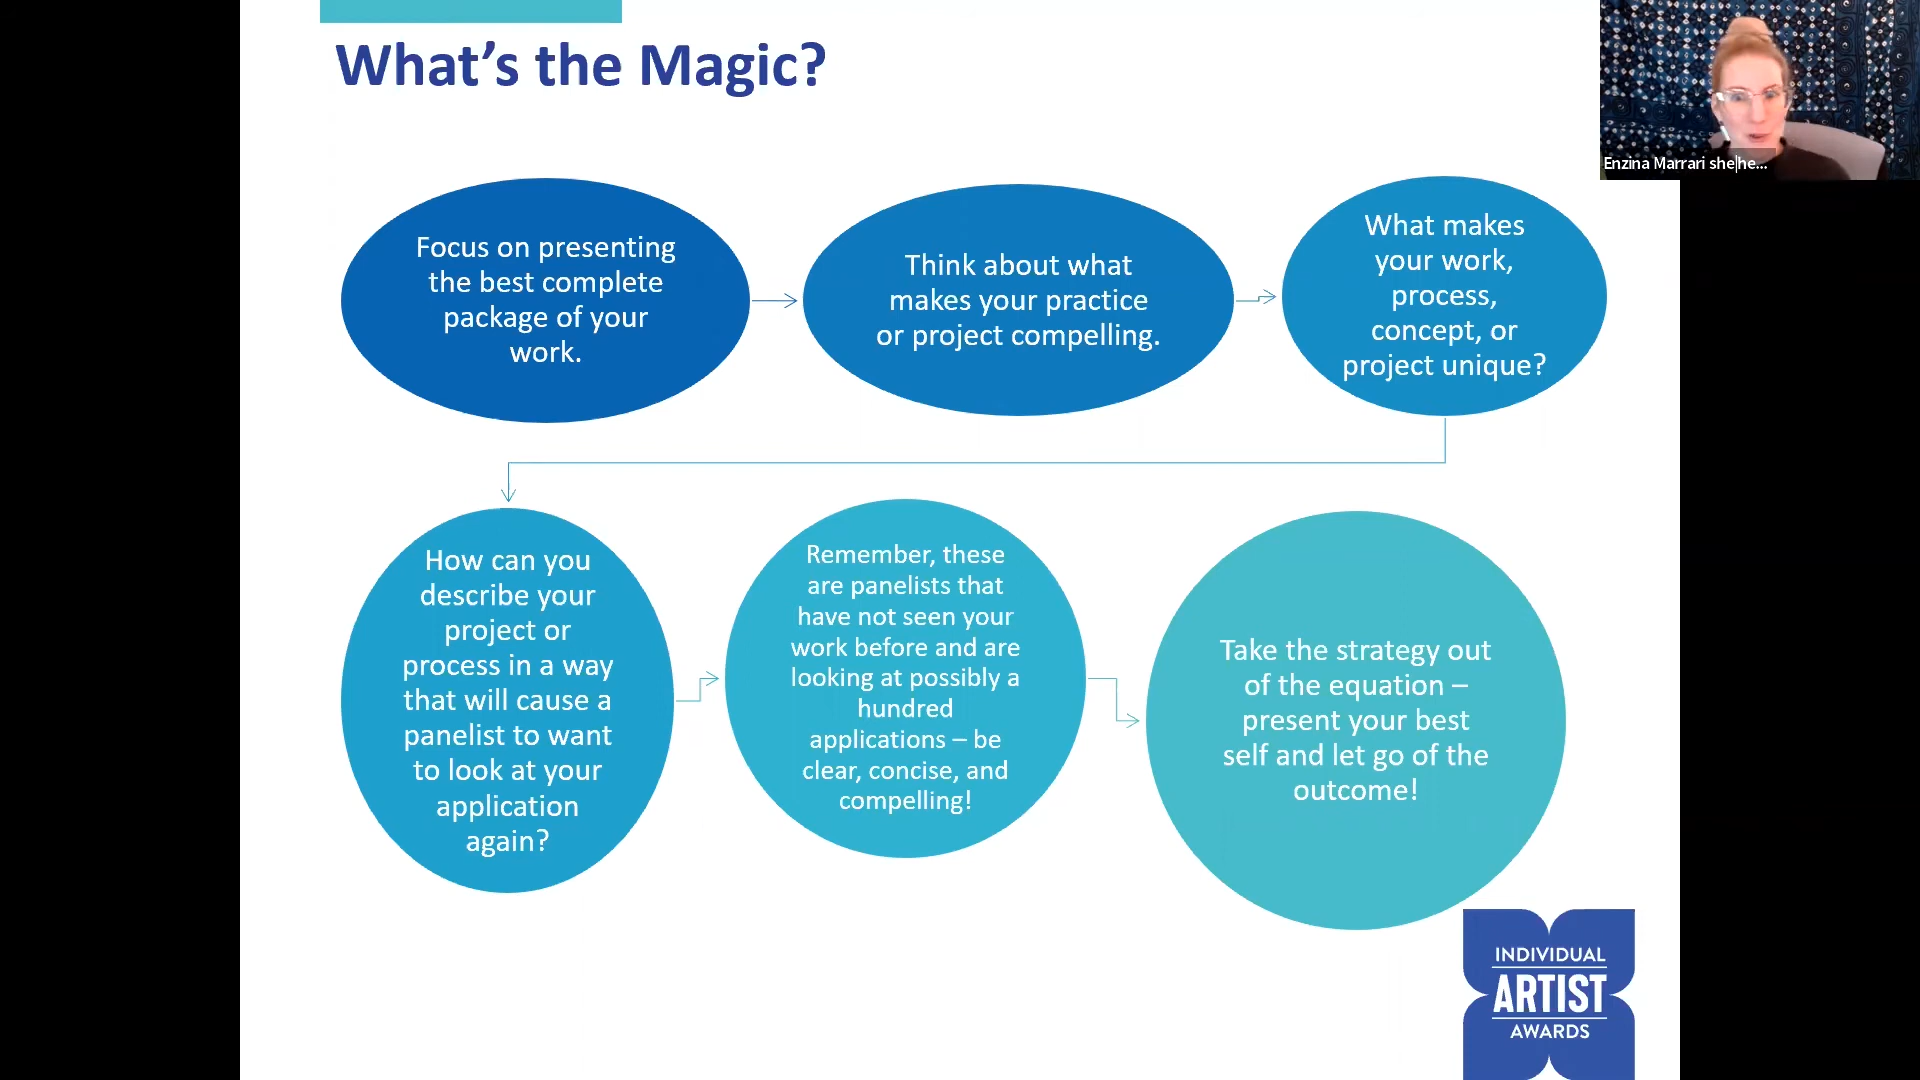 What's the Magic?
Enzina Marrari she|he...
Focus on presenting
the best complete
package of your
work.
Think about what
makes your practice
or project compelling.
What makes
your work,
process,
concept, or
project unique?
How can you
describe your
project or
process in a way
that will cause a
panelist to want
to look at your
application
again?
Remember, these
are panelists that
have not seen your
work before and are
looking at possibly a
hundred
applications – be
clear, concise, and
compelling!
Take the strategy out
of the equation –
present your best
self and let go of the
outcome!
INDIVIDUAL
ARTIST
AWARDS